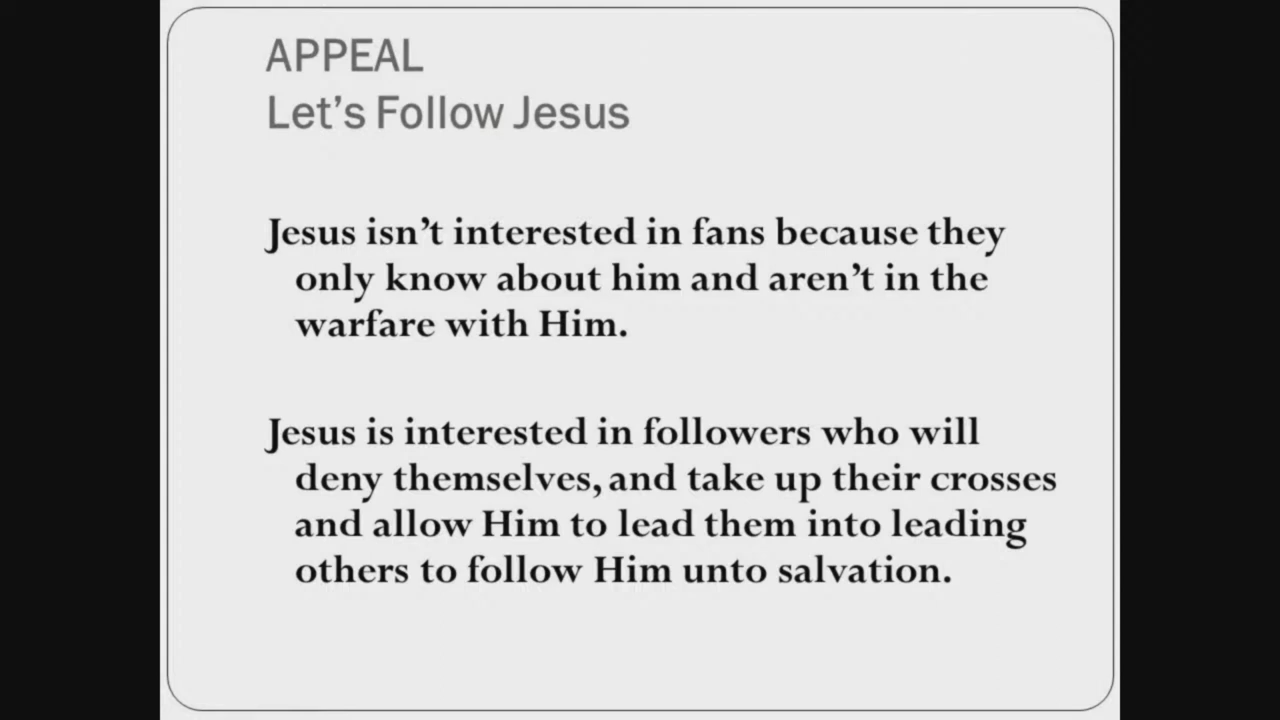 APPEAL
Let’s Follow Jesus
Jesus isn’t interested in fans because they
only know about him and aren’t in the
warfare with Him.
Jesus is interested in followers who will
deny themselves, and take up their crosses
and allow Him to lead them into leading
others to follow Him unto salvation.